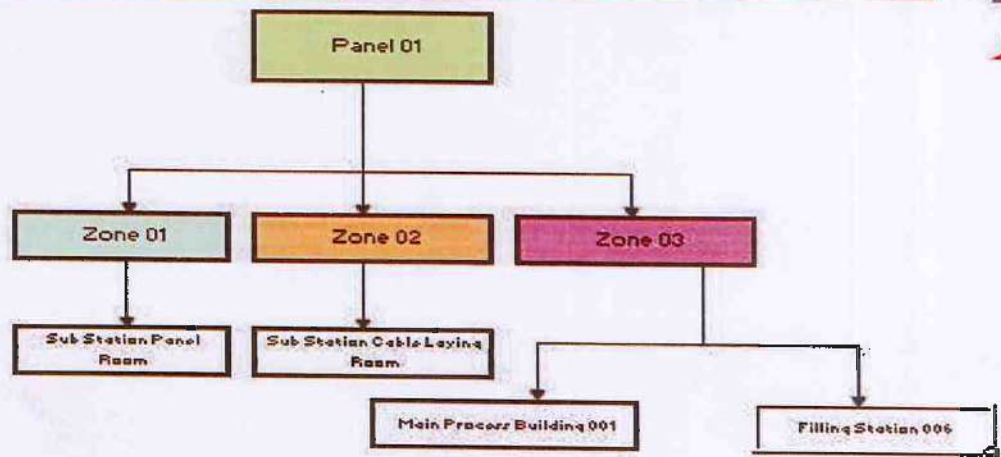 Panel 01
Zone 01
Zone 02
Zone 03
Sub Station Panel
Room
Sub Station Cable Laying
Room
Main Process Building 001
Filling Station 006